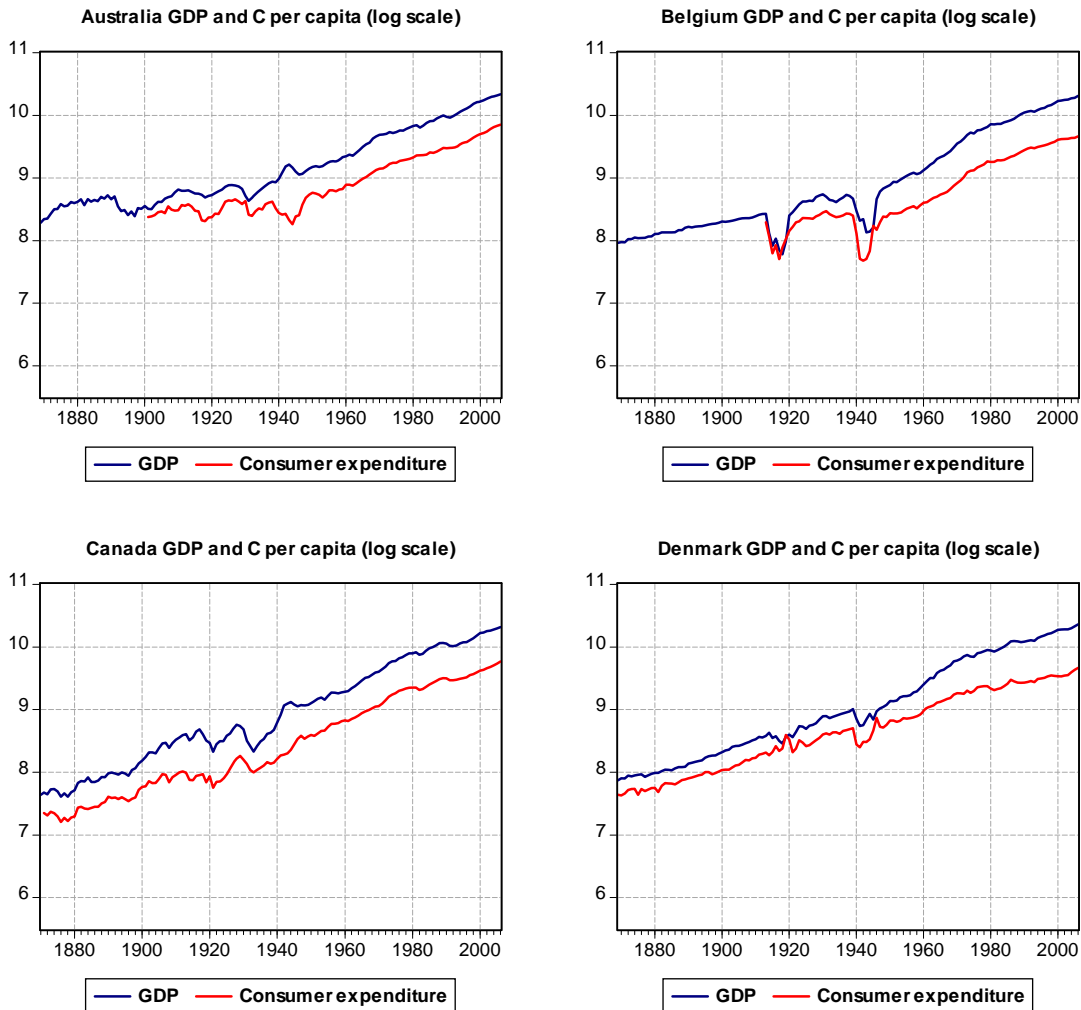 Australia GDP and C per capita (log scale)
11
10
9
8
7
6
1880 1900 1920 1940 1960 1980 2000
GDP Consumer expenditure
Belgium GDP and C per capita (log scale)
11
10
9
8
7
6
1880 1900 1920 1940 1960 1980 2000
GDP Consumer expenditure
Canada GDP and C per capita (log scale)
11
10
9
8
7
6
1880 1900 1920 1940 1960 1980 2000
GDP Consumer expenditure
Denmark GDP and C per capita (log scale)
11
10
9
8
7
6
1880 1900 1920 1940 1960 1980 2000
GDP Consumer expenditure